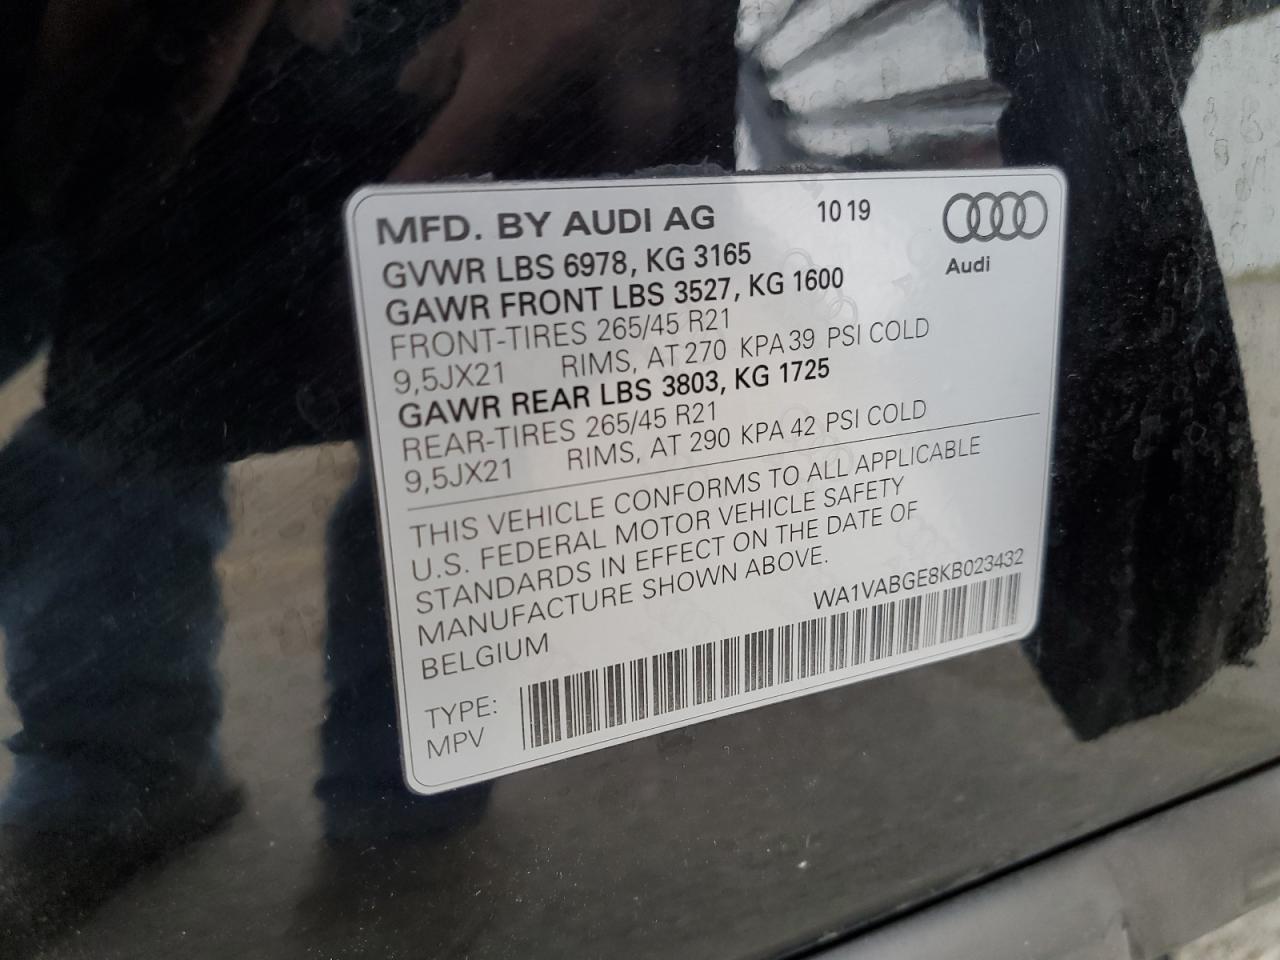 MFD. BY AUDI AG 10 19
Audi
GVWR LBS 6978, KG 3165
GAWR FRONT LBS 3527, KG 1600
FRONT-TIRES 265/45 R21
9,5JX21 RIMS, AT 270 KPA 39 PSI COLD
GAWR REAR LBS 3803, KG 1725
REAR-TIRES 265/45 R21
9,5JX21 RIMS, AT 290 KPA 42 PSI COLD
THIS VEHICLE CONFORMS TO ALL APPLICABLE
U.S. FEDERAL MOTOR VEHICLE SAFETY
STANDARDS IN EFFECT ON THE DATE OF
MANUFACTURE SHOWN ABOVE.
BELGIUM WA1VABGE8KB023432
TYPE:
MPV